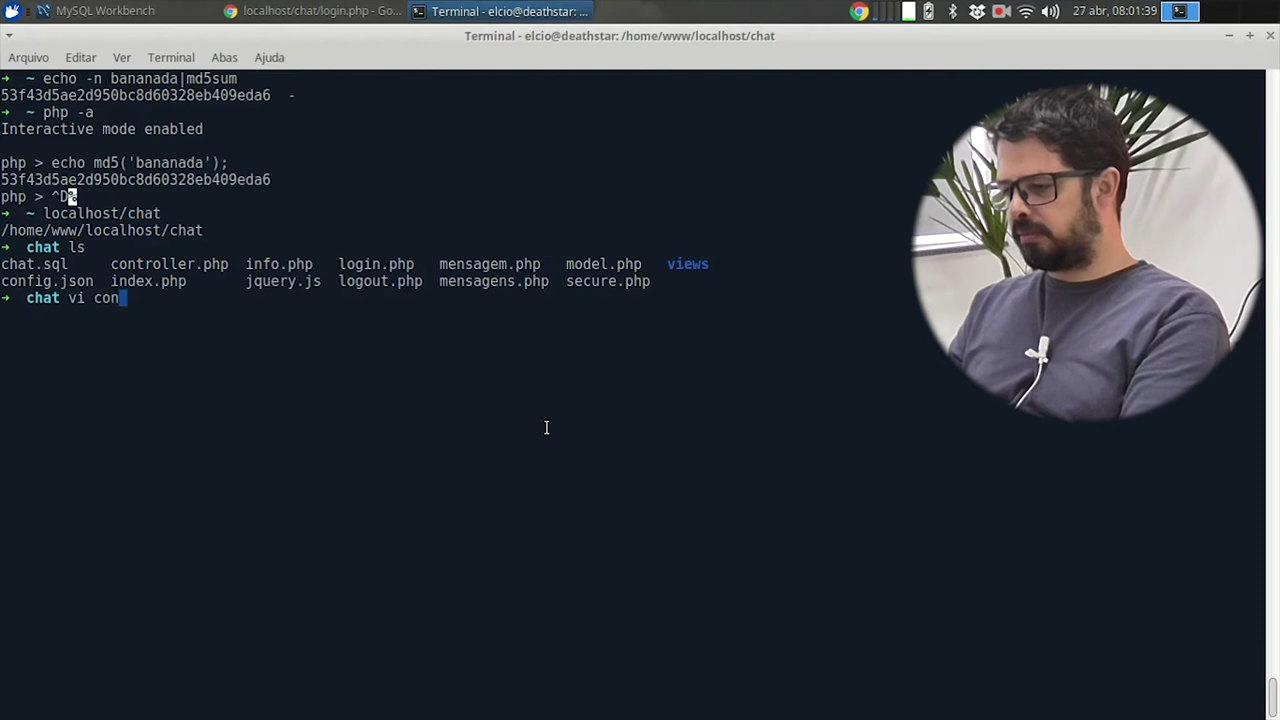 MySQL Workbench
localhost/chat/login.php - Go...
Terminal - elcio@deathstar: ...
27 abr, 08:01:39
Terminal - elcio@deathstar: /home/www/localhost/chat
Arquivo Editar Ver Terminal Abas Ajuda
➜ ~ echo -n bananada|md5sum
53f43d5ae2d950bc8d60328eb409eda6 -
➜ ~ php -a
Interactive mode enabled
php > echo md5('bananada');
53f43d5ae2d950bc8d60328eb409eda6
php > ^D%
➜ ~ localhost/chat
/home/www/localhost/chat
➜ chat ls
chat.sql controller.php info.php login.php mensagem.php model.php views
config.json index.php jquery.js logout.php mensagens.php secure.php
➜ chat vi con